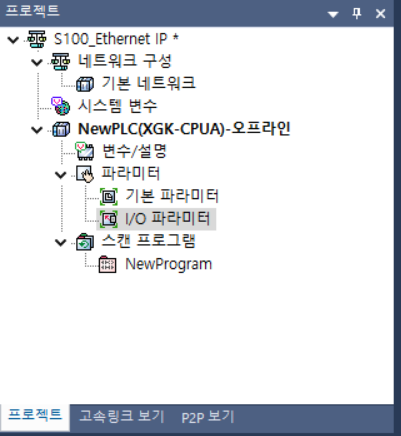 프로젝트
S100_Ethernet IP *
네트워크 구성
기본 네트워크
시스템 변수
NewPLC(XGK-CPUA)-오프라인
변수/설명
파라미터
기본 파라미터
I/O 파라미터
스캔 프로그램
NewProgram
프로젝트 고속링크 보기 P2P 보기